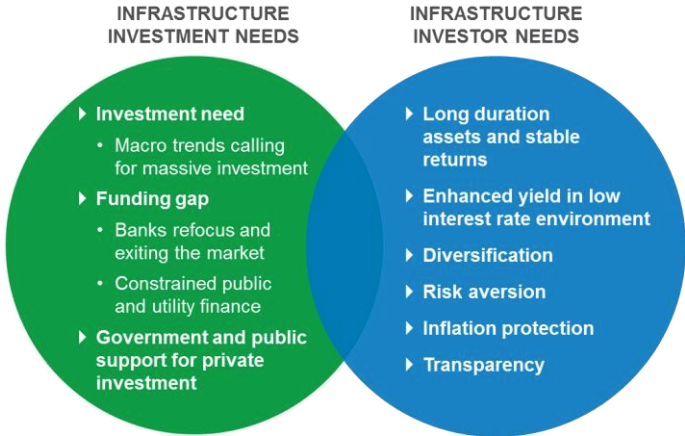 INFRASTRUCTURE
INVESTMENT NEEDS
Investment need
• Macro trends calling
for massive investment
Funding gap
• Banks refocus and
exiting the market
• Constrained public
and utility finance
Government and public
support for private
investment
INFRASTRUCTURE
INVESTOR NEEDS
Long duration
assets and stable
returns
Enhanced yield in low
interest rate environment
Diversification
Risk aversion
Inflation protection
Transparency